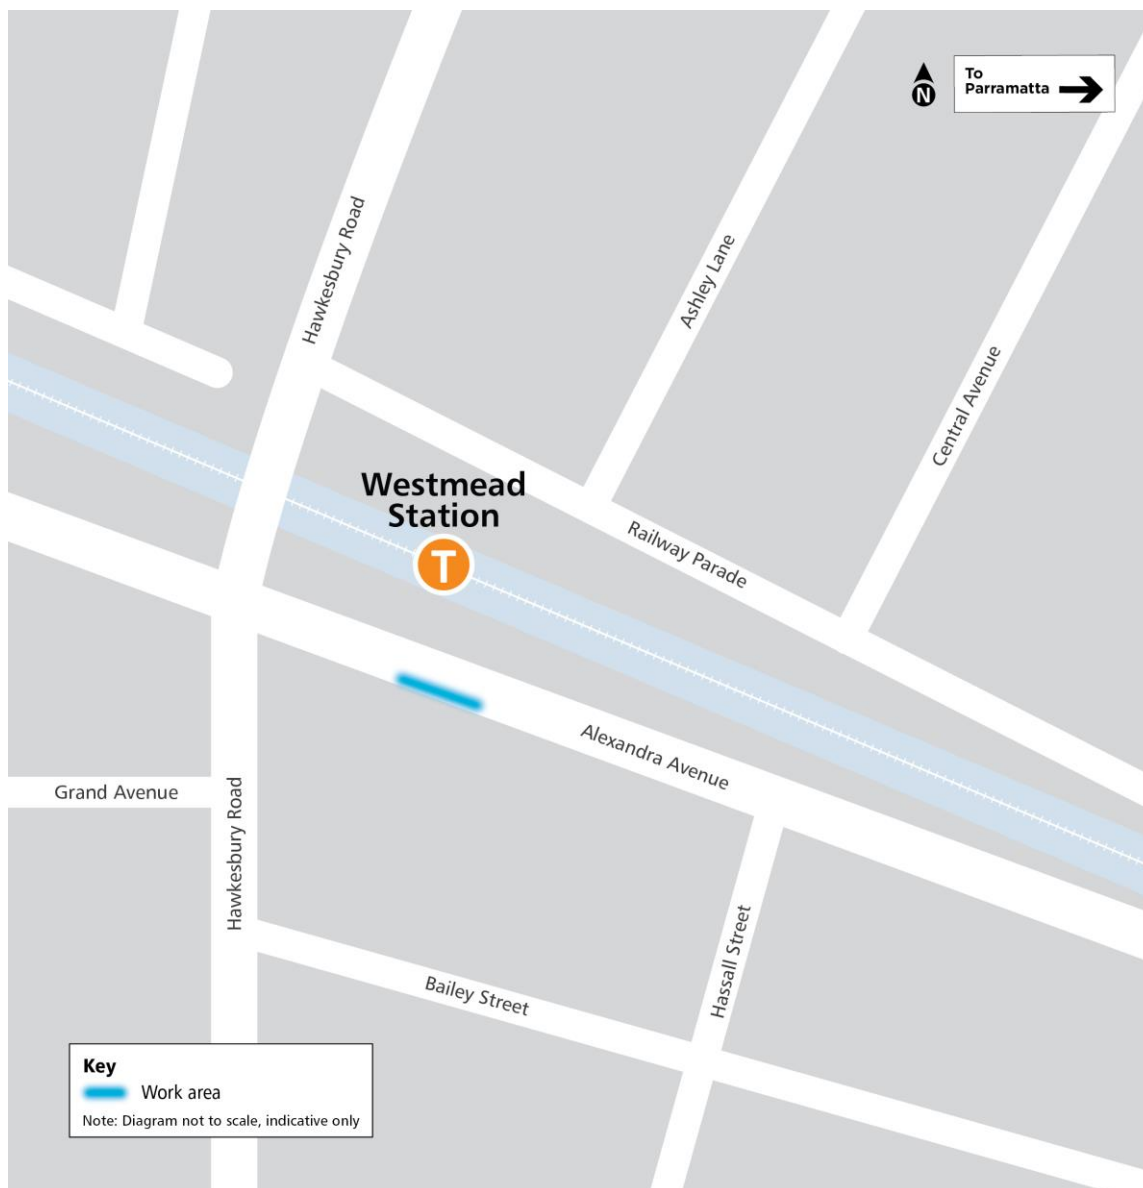 N
To
Parramatta
Hawkesbury Road
Ashley Lane
Central Avenue
Westmead
Station
T
Railway Parade
Alexandra Avenue
Grand Avenue
Hawkesbury Road
Hassall Street
Bailey Street
Key
Work area
Note: Diagram not to scale, indicative only